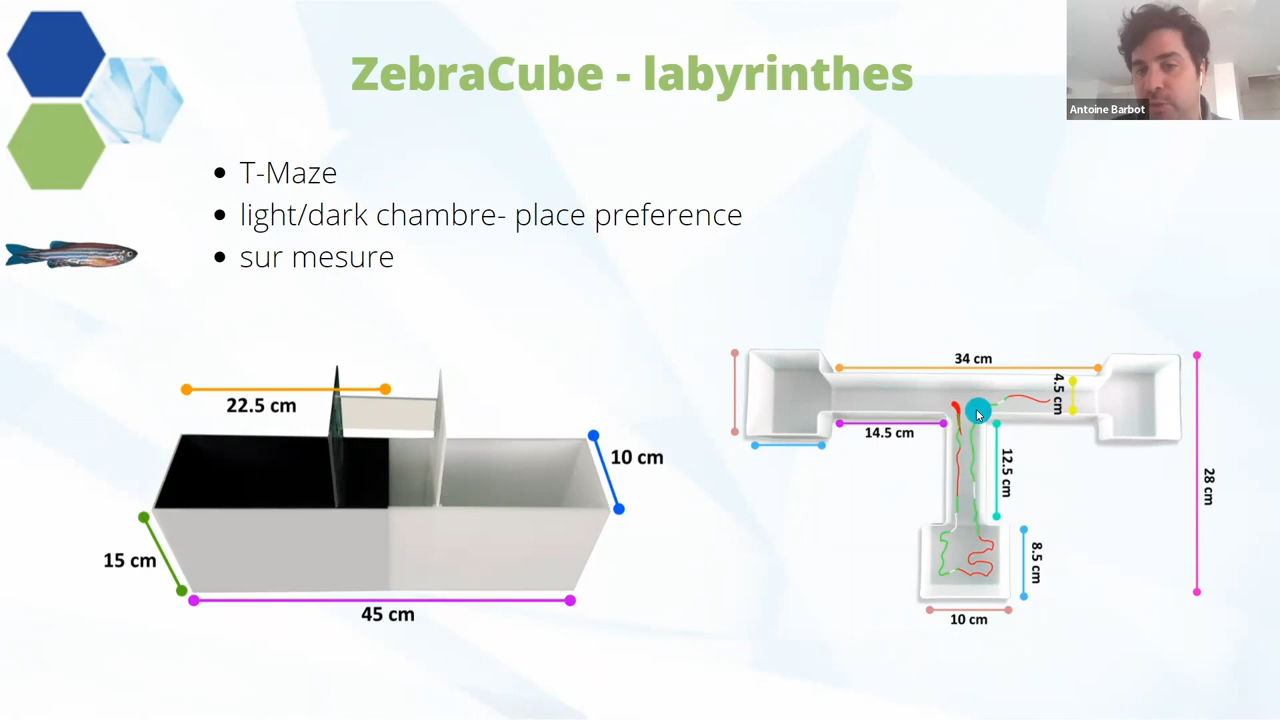 ZebraCube - labyrinthes
Antoine Barbot
T-Maze
light/dark chambre- place preference
sur mesure
22.5 cm
10 cm
15 cm
45 cm
34 cm
4.5 cm
14.5 cm
12.5 cm
28 cm
8.5 cm
10 cm